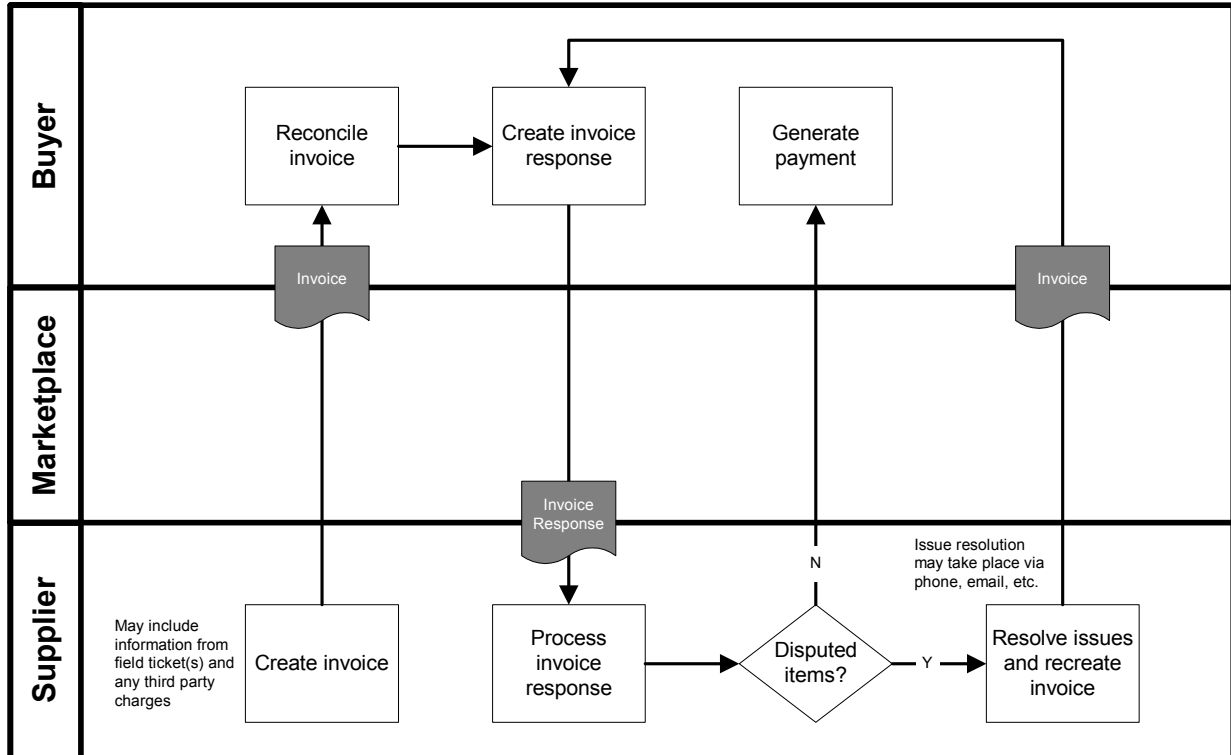 Buyer
Reconcile
invoice
Create invoice
response
Generate
payment
Invoice
Invoice
Marketplace
Invoice
Response
Supplier
May include
information from
field ticket(s) and
any third party
charges
Create invoice
Process
invoice
response
Disputed
items?
N
Y
Issue resolution
may take place via
phone, email, etc.
Resolve issues
and recreate
invoice